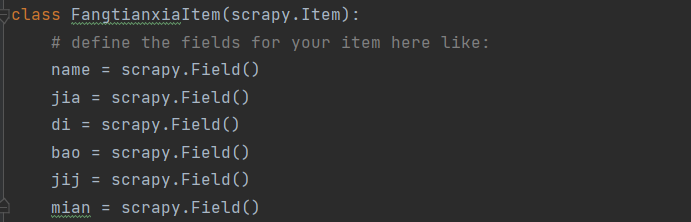 class FangtianxiaItem(scrapy.Item):
    # define the fields for your item here like:
    name = scrapy.Field()
    jia = scrapy.Field()
    di = scrapy.Field()
    bao = scrapy.Field()
    jij = scrapy.Field()
    mian = scrapy.Field()